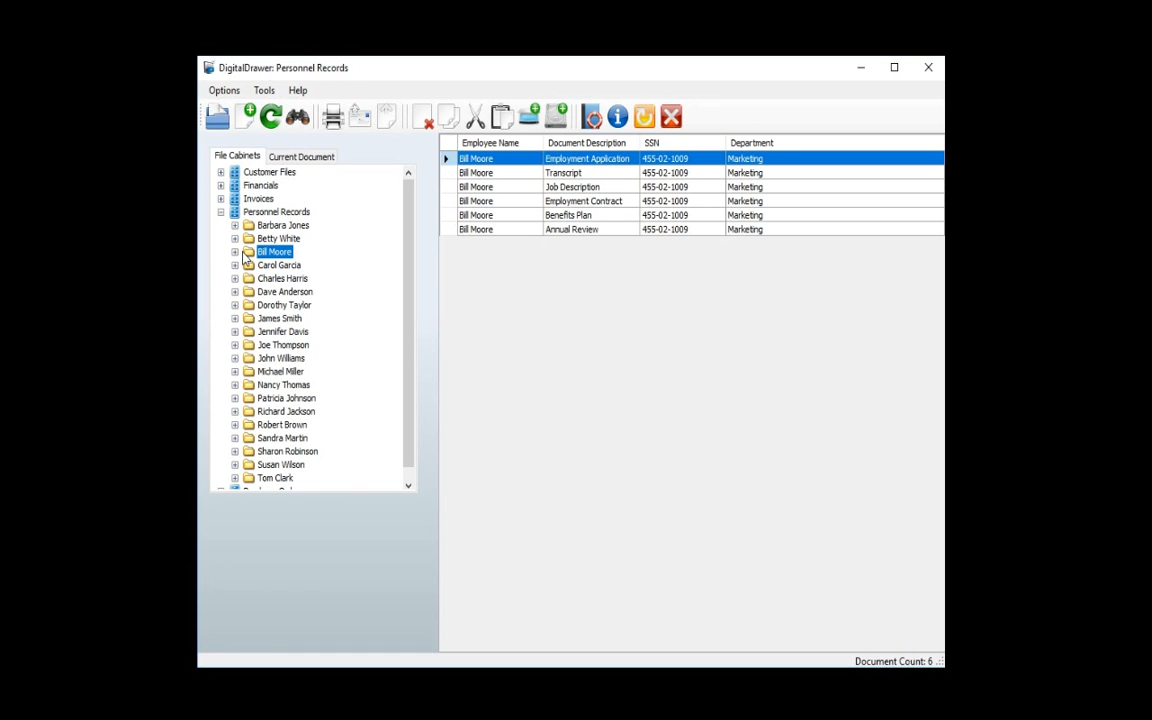 DigitalDrawer: Personnel Records
Options Tools Help
File Cabinets Current Document
Customer Files
Financials
Invoices
Personnel Records
Barbara Jones
Betty White
Bill Moore
Carol Garcia
Charles Harris
Dave Anderson
Dorothy Taylor
James Smith
Jennifer Davis
Joe Thompson
John Williams
Michael Miller
Nancy Thomas
Patricia Johnson
Richard Jackson
Robert Brown
Sandra Martin
Sharon Robinson
Susan Wilson
Tom Clark
Employee Name Document Description SSN Department
Bill Moore Employment Application 455-02-1009 Marketing
Bill Moore Transcript 455-02-1009 Marketing
Bill Moore Job Description 455-02-1009 Marketing
Bill Moore Employment Contract 455-02-1009 Marketing
Bill Moore Benefits Plan 455-02-1009 Marketing
Bill Moore Annual Review 455-02-1009 Marketing
Document Count: 6